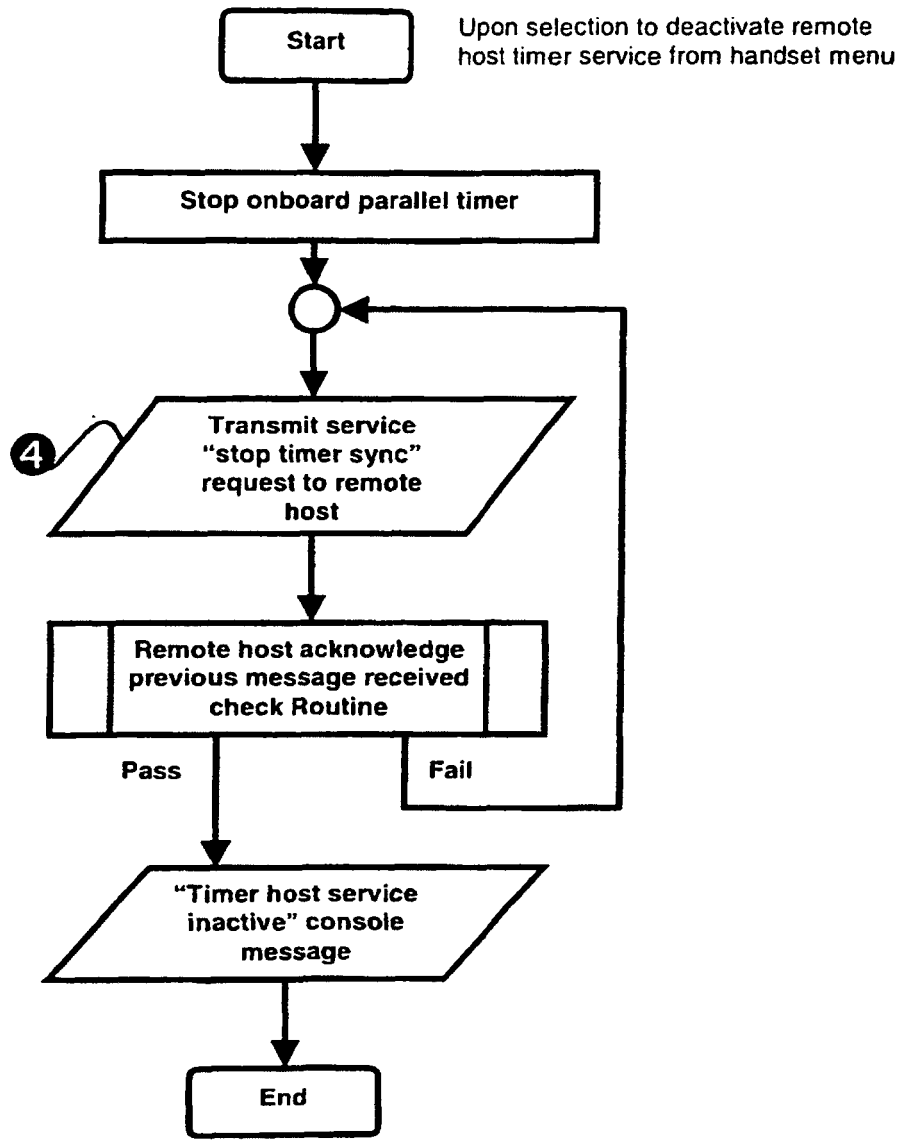 Start
Upon selection to deactivate remote
host timer service from handset menu
Stop onboard parallel timer
4
Transmit service
“stop timer sync”
request to remote
host
Remote host acknowledge
previous message received
check Routine
Pass
Fail
“Timer host service
inactive” console
message
End